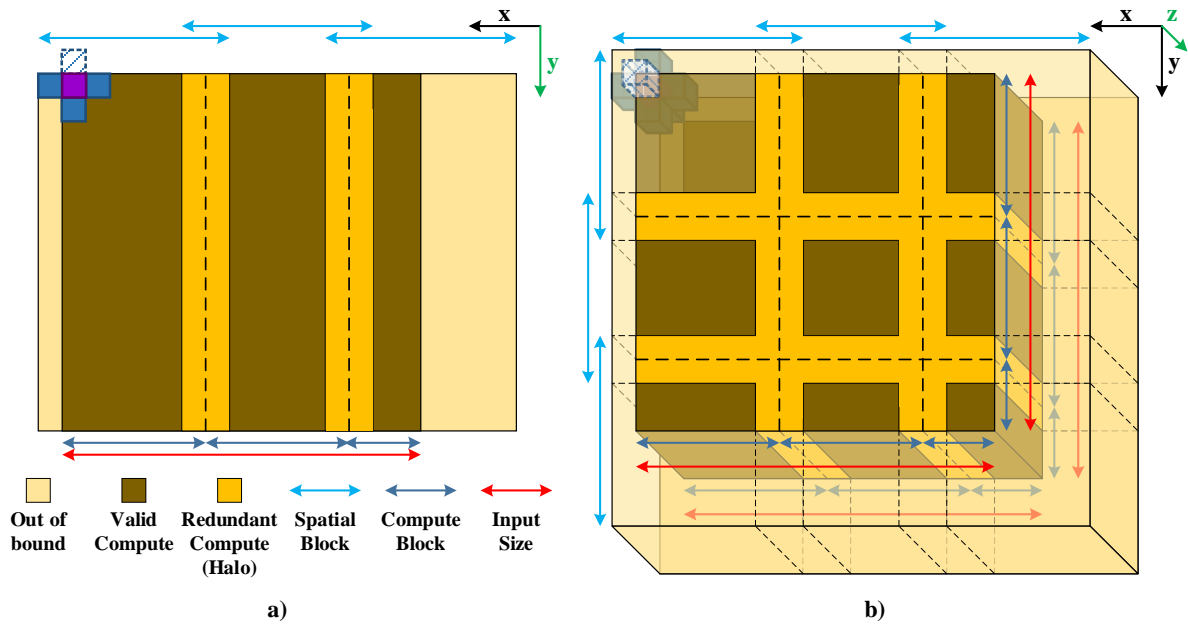 x
y
x
z
y
Out of bound
Valid Compute
Redundant Compute (Halo)
Spatial Block
Compute Block
Input Size
a)
b)